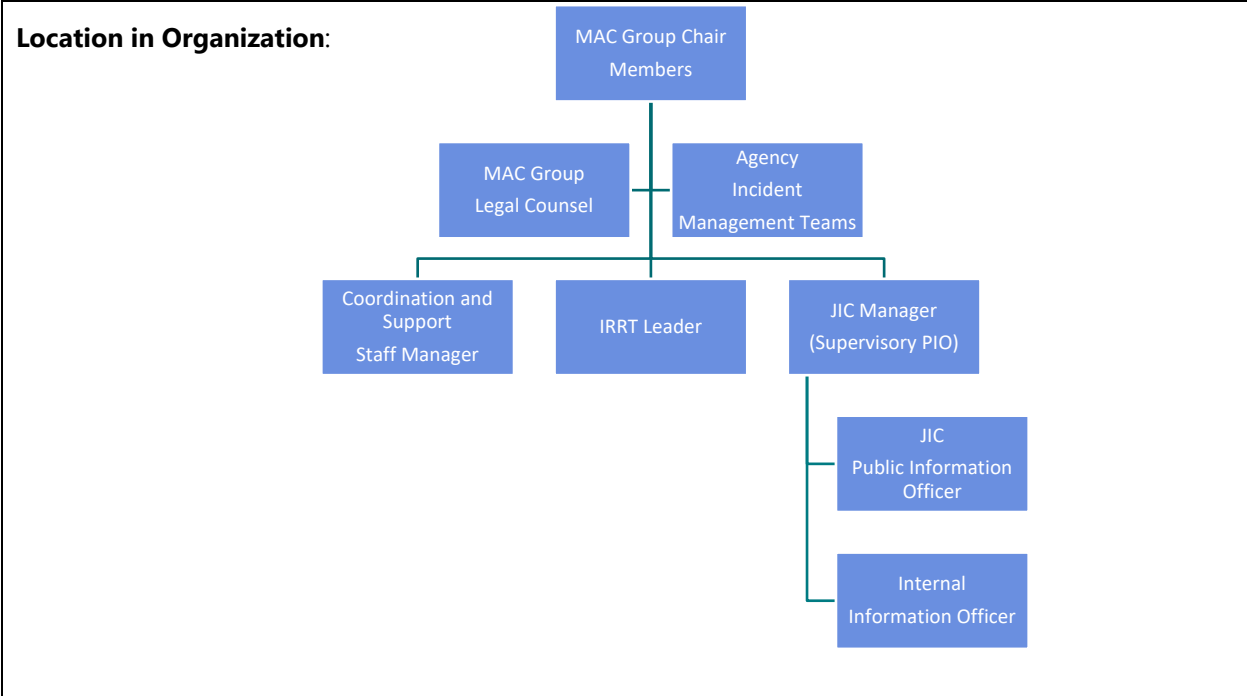 Location in Organization:
MAC Group Chair
Members
MAC Group
Legal Counsel
Agency
Incident
Management Teams
Coordination and
Support
Staff Manager
IRRT Leader
JIC Manager
(Supervisory PIO)
JIC
Public Information
Officer
Internal
Information Officer